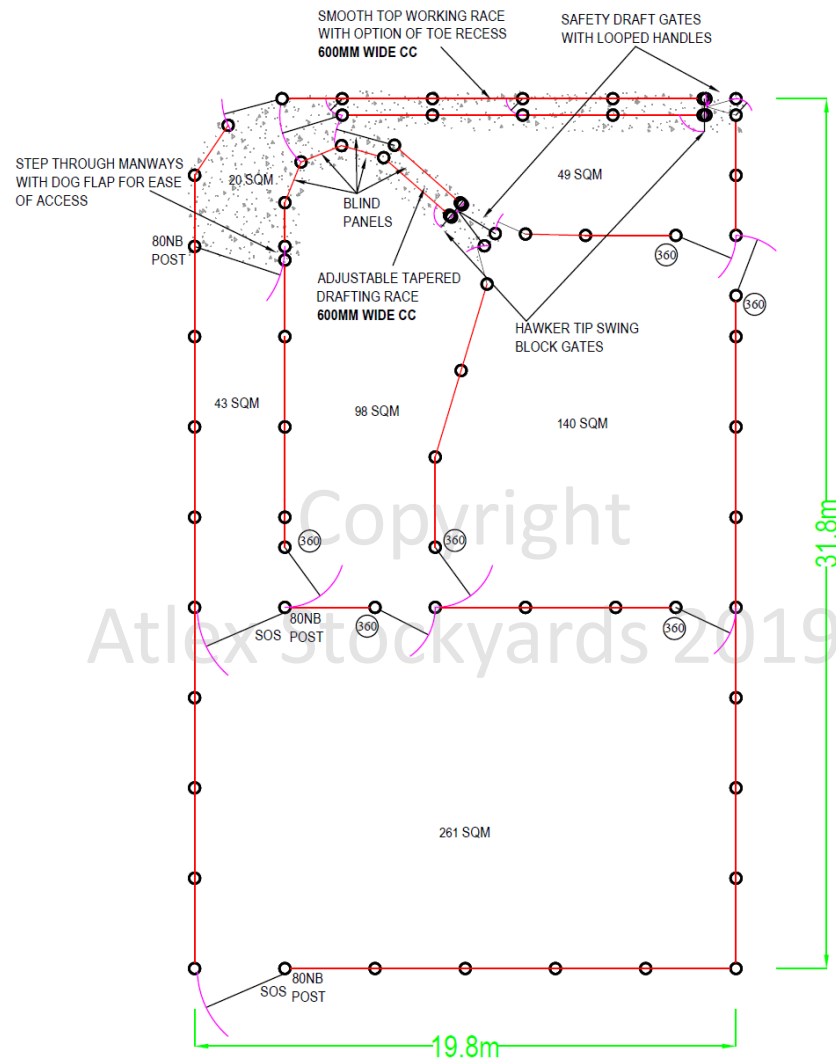 SMOOTH TOP WORKING RACE
WITH OPTION OF TOE RECESS
600MM WIDE CC
SAFETY DRAFT GATES
WITH LOOPED HANDLES
STEP THROUGH MANWAYS
WITH DOG FLAP FOR EASE
OF ACCESS
20 SQM
49 SQM
BLIND
PANELS
80NB
POST
360
ADJUSTABLE TAPERED
DRAFTING RACE
600MM WIDE CC
360
HAWKER TIP SWING
BLOCK GATES
43 SQM
98 SQM
140 SQM
Copyright
360
360
31.8m
SOS
80NB
POST
360
360
Atlex Stockyards 2019
261 SQM
SOS
80NB
POST
19.8m